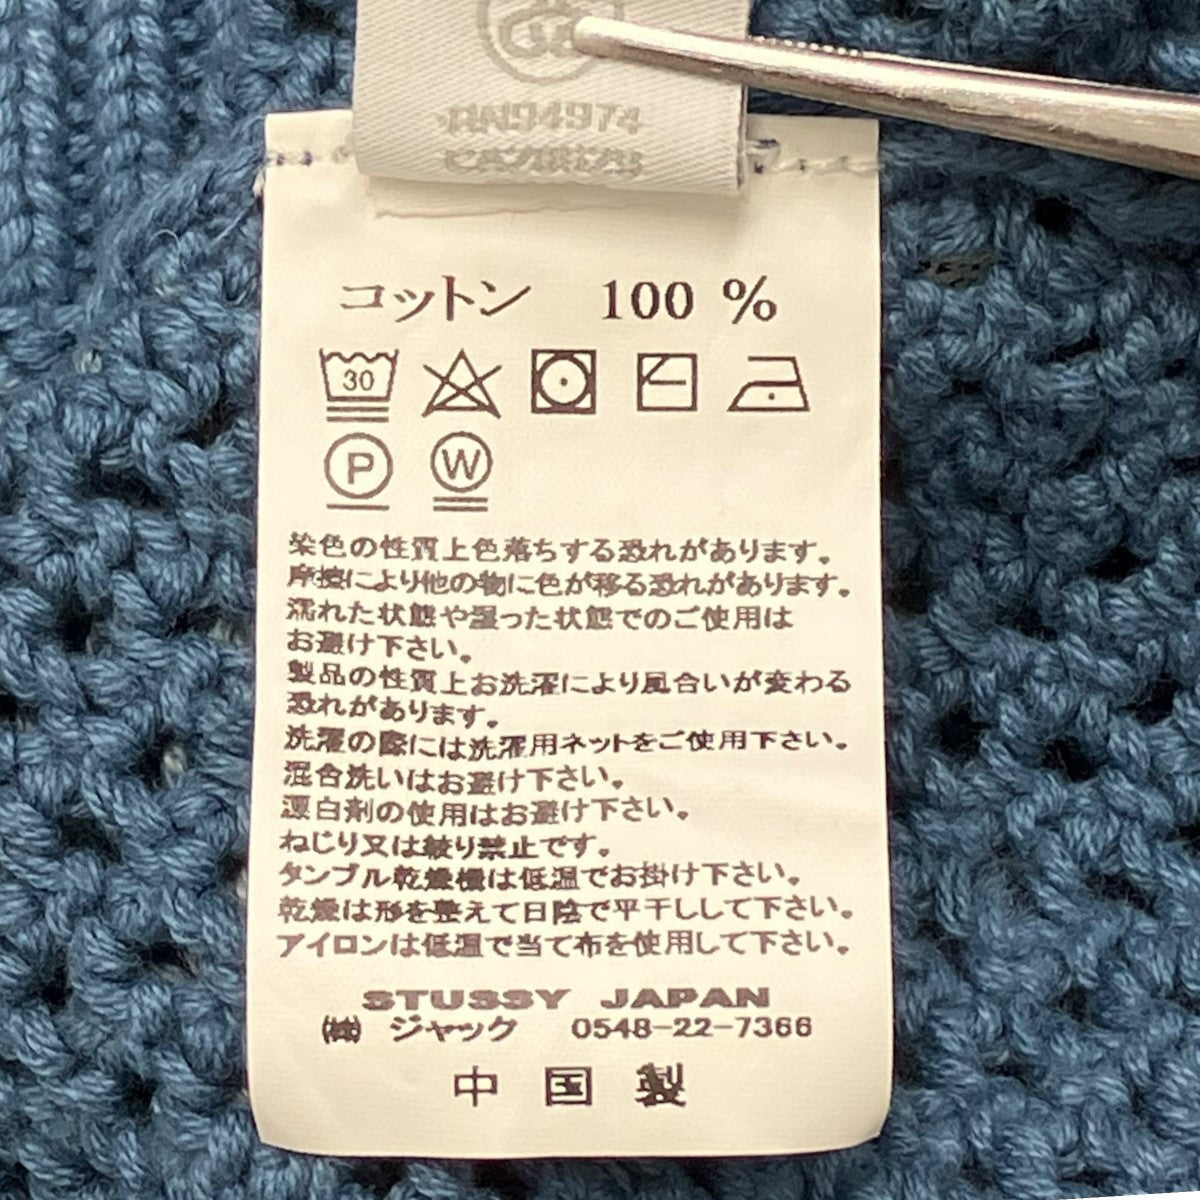 RN94974
コットン 100 %
30
P W
染色の性質上色落ちする恐れがあります。
摩擦により他の物に色が移る恐れがあります。
濡れた状態や湿った状態でのご使用は
お避け下さい。
製品の性質上お洗濯により風合いが変わる
恐れがあります。
洗濯の際には洗濯用ネットをご使用下さい。
混合洗いはお避け下さい。
漂白剤の使用はお避け下さい。
ねじり又は絞り禁止です。
タンブル乾燥機は低温でお掛け下さい。
乾燥は形を整えて日陰で平干しして下さい。
アイロンは低温で当て布を使用して下さい。
STUSSY JAPAN
㈱ ジャック 0548-22-7366
中国製